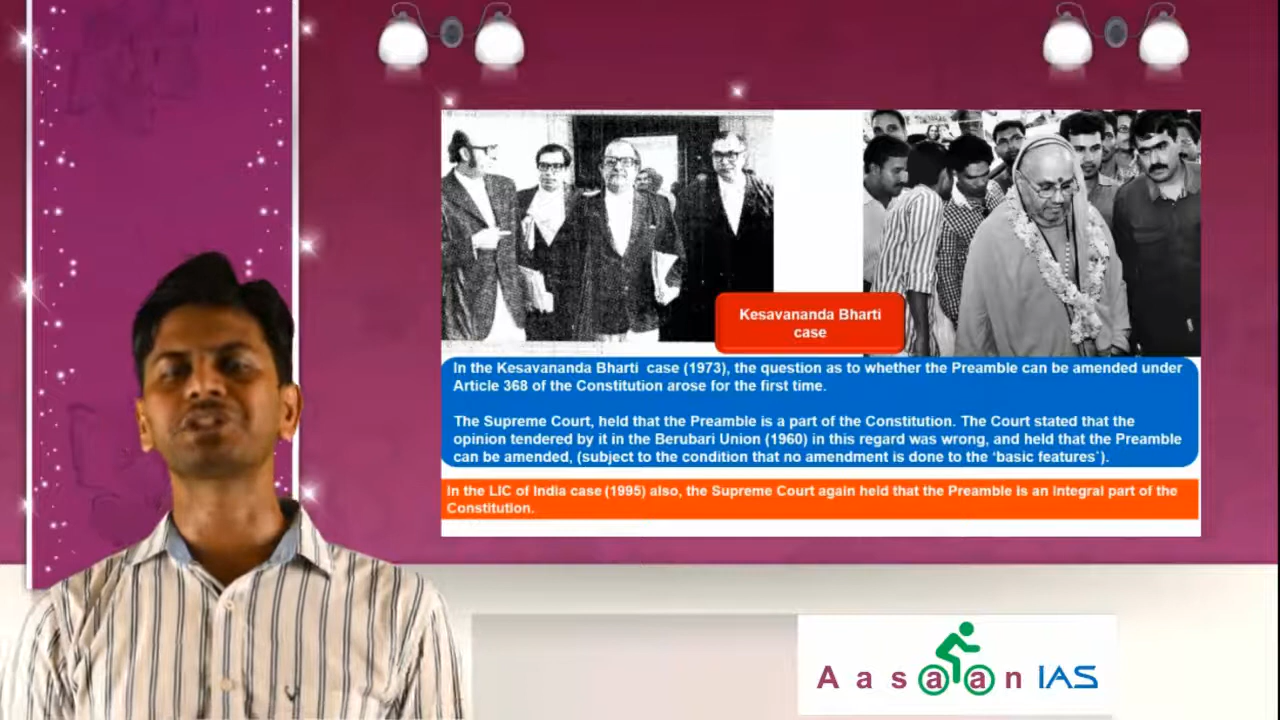 Kesavananda Bharti
case
In the Kesavananda Bharti case (1973), the question as to whether the Preamble can be amended under
Article 368 of the Constitution arose for the first time.
The Supreme Court, held that the Preamble is a part of the Constitution. The Court stated that the
opinion tendered by it in the Berubari Union (1960) in this regard was wrong, and held that the Preamble
can be amended, (subject to the condition that no amendment is done to the ‘basic features’).
In the LIC of India case (1995) also, the Supreme Court again held that the Preamble is an integral part of the
Constitution.
Aasaan IAS